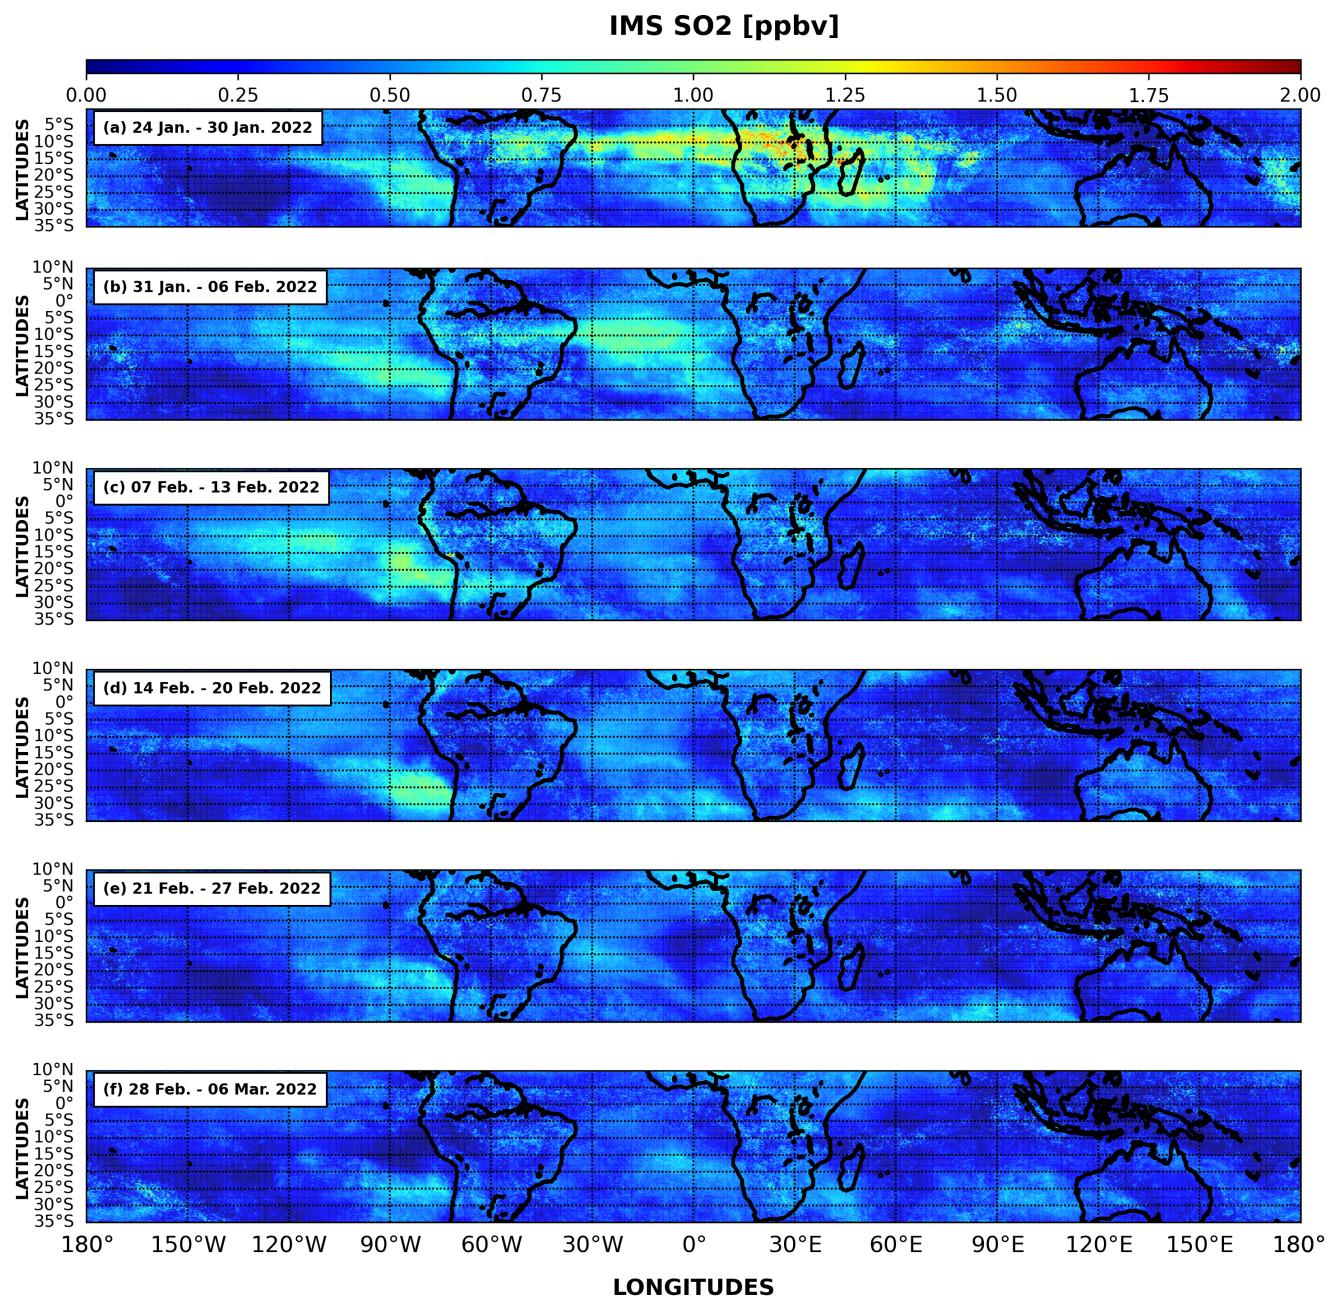 IMS SO2 [ppbv]
0.00 0.25 0.50 0.75 1.00 1.25 1.50 1.75 2.00
(a) 24 Jan. - 30 Jan. 2022
LATITUDES
5°S
10°S
15°S
20°S
25°S
30°S
35°S
(b) 31 Jan. - 06 Feb. 2022
LATITUDES
10°N
5°N
0°
5°S
10°S
15°S
20°S
25°S
30°S
35°S
(c) 07 Feb. - 13 Feb. 2022
LATITUDES
10°N
5°N
0°
5°S
10°S
15°S
20°S
25°S
30°S
35°S
(d) 14 Feb. - 20 Feb. 2022
LATITUDES
10°N
5°N
0°
5°S
10°S
15°S
20°S
25°S
30°S
35°S
(e) 21 Feb. - 27 Feb. 2022
LATITUDES
10°N
5°N
0°
5°S
10°S
15°S
20°S
25°S
30°S
35°S
(f) 28 Feb. - 06 Mar. 2022
LATITUDES
10°N
5°N
0°
5°S
10°S
15°S
20°S
25°S
30°S
35°S
180° 150°W 120°W 90°W 60°W 30°W 0° 30°E 60°E 90°E 120°E 150°E 180°
LONGITUDES